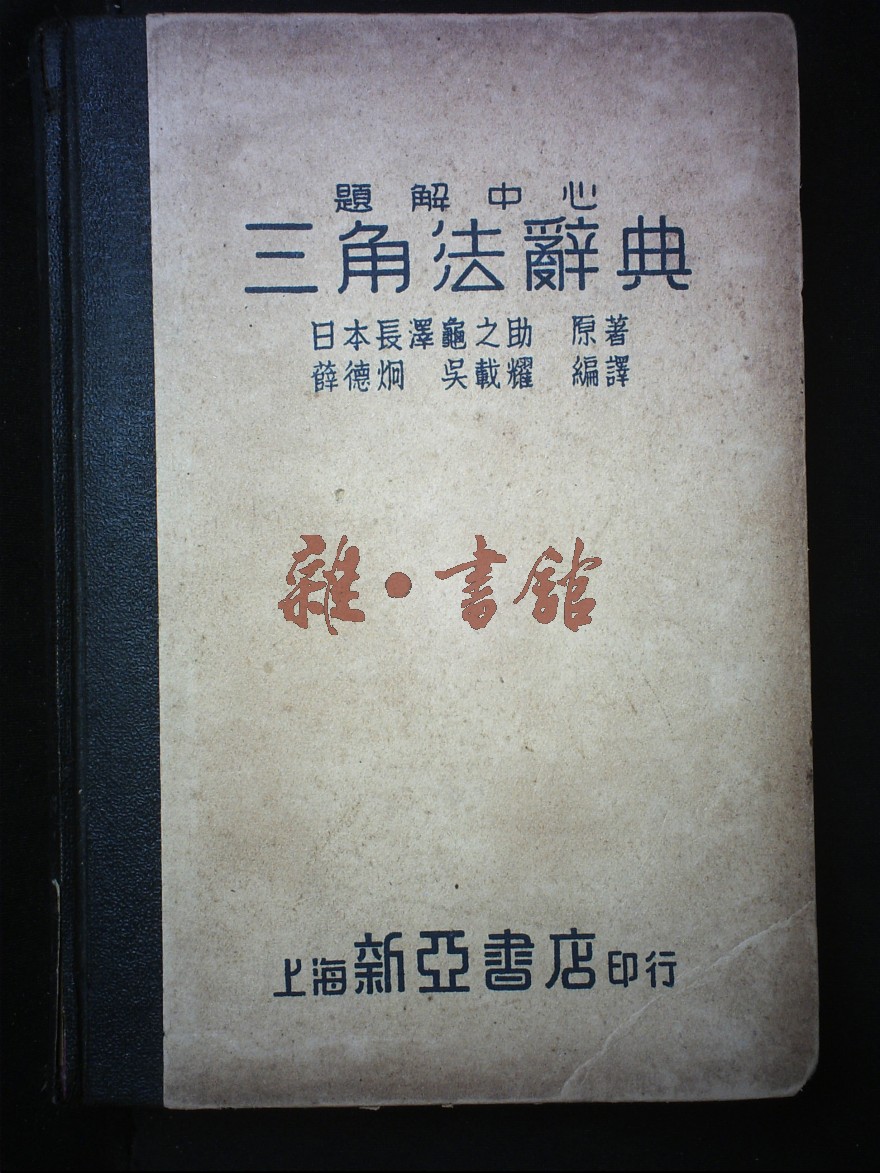 題解中心
三角法辭典
日本長澤龜之助 原著
薛德炯 吳載耀 編譯
雜·書館
上海新亞書店印行